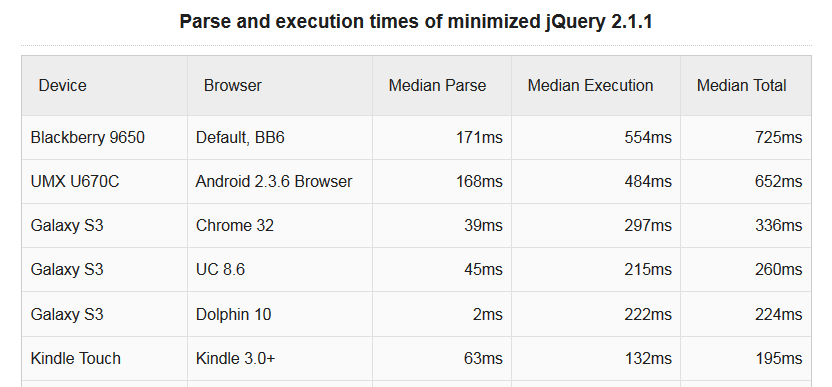 Parse and execution times of minimized jQuery 2.1.1
Device Browser Median Parse Median Execution Median Total
Blackberry 9650 Default, BB6 171ms 554ms 725ms
UMX U670C Android 2.3.6 Browser 168ms 484ms 652ms
Galaxy S3 Chrome 32 39ms 297ms 336ms
Galaxy S3 UC 8.6 45ms 215ms 260ms
Galaxy S3 Dolphin 10 2ms 222ms 224ms
Kindle Touch Kindle 3.0+ 63ms 132ms 195ms